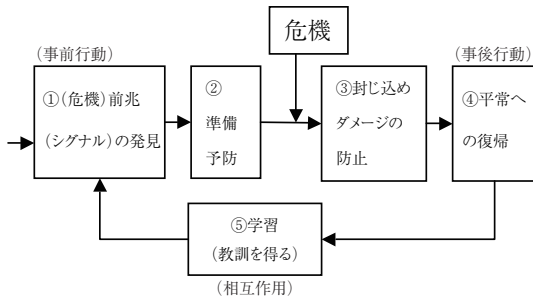 危機
(事前行動)
(事後行動)
①(危機)前兆
(シグナル)の発見
②
準備
予防
③封じ込め
ダメージの
防止
④平常へ
の復帰
⑤学習
(教訓を得る)
(相互作用)